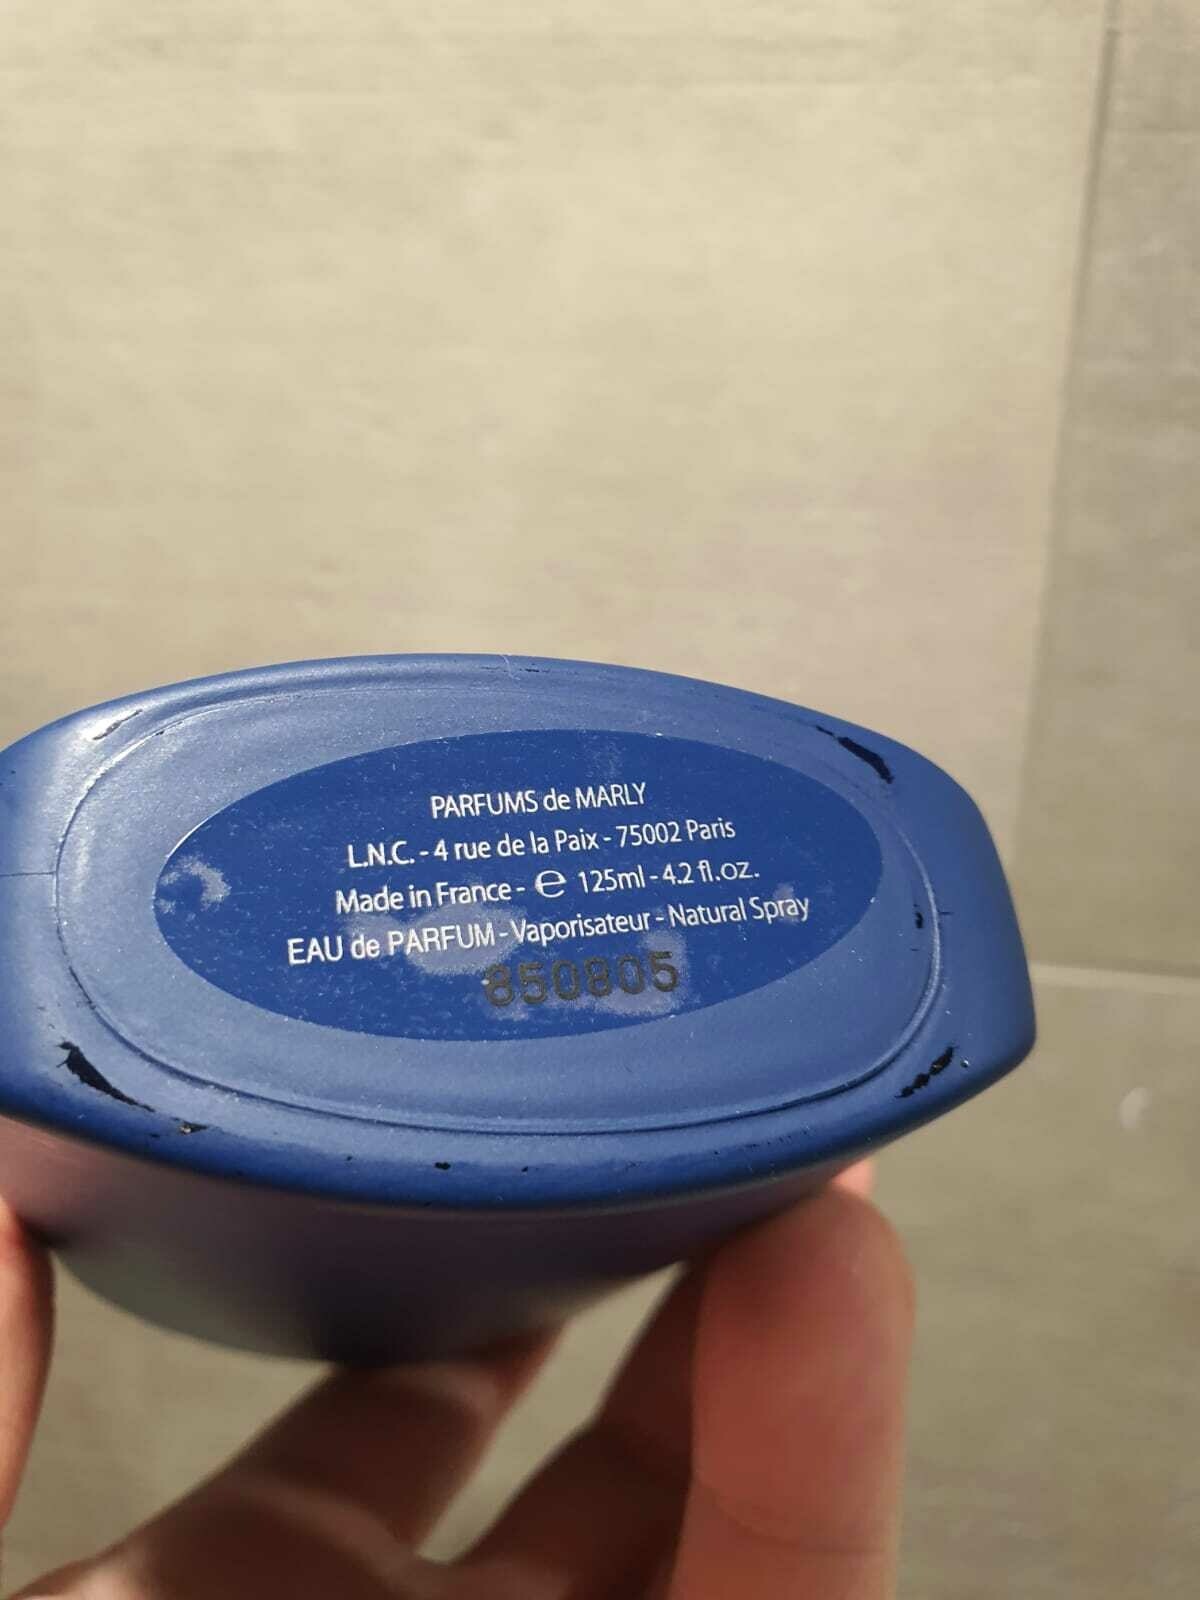 PARFUMS de MARLY
L.N.C. - 4 rue de la Paix - 75002 Paris
Made in France - ℮ 125ml - 4.2 fl.oz.
EAU de PARFUM - Vaporisateur - Natural Spray
850805